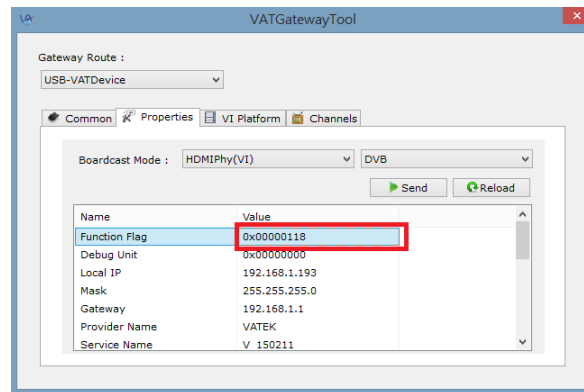 VATGatewayTool
Gateway Route :
USB-VATDevice
Common Properties VI Platform Channels
Boardcast Mode : HDMIPhy(VI) DVB
Send Reload
Name Value
Function Flag 0x00000118
Debug Unit 0x00000000
Local IP 192.168.1.193
Mask 255.255.255.0
Gateway 192.168.1.1
Provider Name VATEK
Service Name V_150211